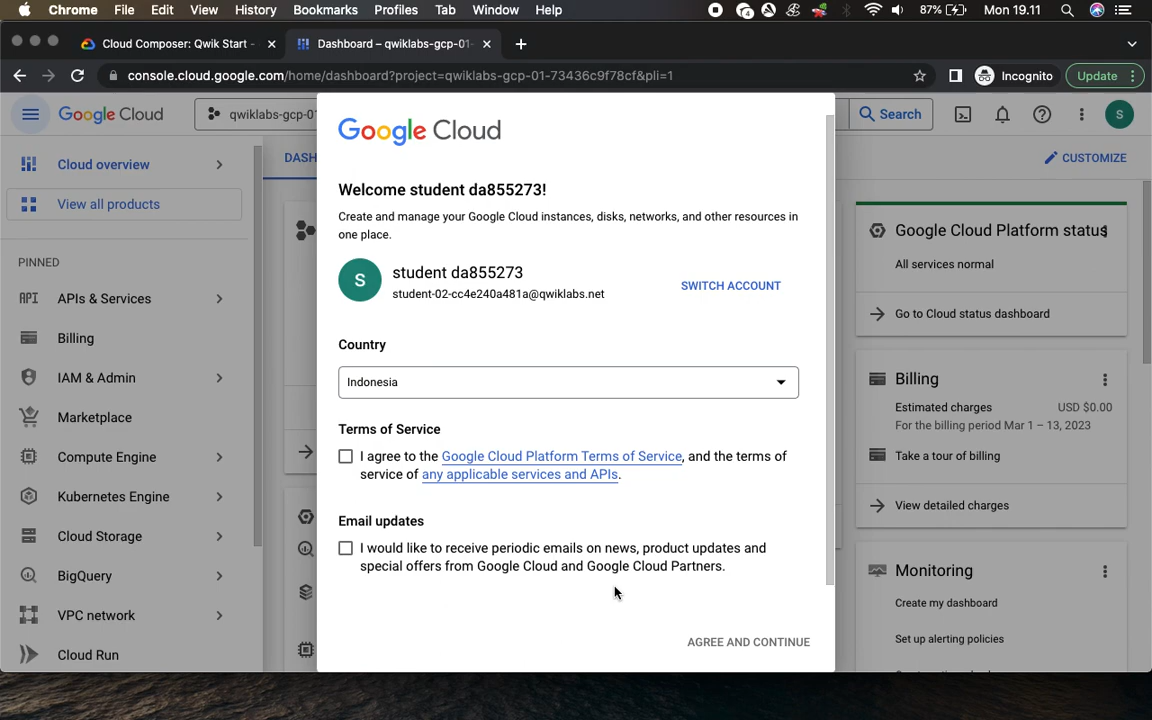 Chrome File Edit View History Bookmarks Profiles Tab Window Help 4 87% Mon 19.11
Cloud Composer: Qwik Start - Dashboard – qwiklabs-gcp-01-
console.cloud.google.com/home/dashboard?project=qwiklabs-gcp-01-73436c9f78cf&pli=1 Incognito Update
Google Cloud qwiklabs-gcp-01 Search S
Cloud overview
View all products
PINNED
API APIs & Services
Billing
IAM & Admin
Marketplace
Compute Engine
Kubernetes Engine
Cloud Storage
BigQuery
VPC network
Cloud Run
DASH
CUSTOMIZE
Google Cloud
Welcome student da855273!
Create and manage your Google Cloud instances, disks, networks, and other resources in
one place.
S student da855273
student-02-cc4e240a481a@qwiklabs.net
SWITCH ACCOUNT
Country
Indonesia
Terms of Service
I agree to the Google Cloud Platform Terms of Service, and the terms of
service of any applicable services and APIs.
Email updates
I would like to receive periodic emails on news, product updates and
special offers from Google Cloud and Google Cloud Partners.
AGREE AND CONTINUE
Google Cloud Platform status
All services normal
Go to Cloud status dashboard
Billing
Estimated charges USD $0.00
For the billing period Mar 1 – 13, 2023
Take a tour of billing
View detailed charges
Monitoring
Create my dashboard
Set up alerting policies